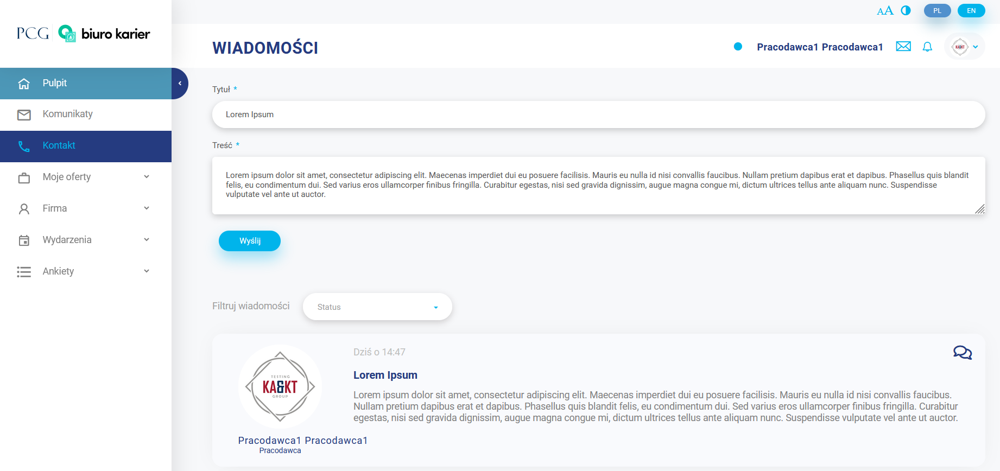 PCG biuro karier
AA
PL
EN
WIADOMOŚCI
Pracodawca1 Pracodawca1
KA&KT
Pulpit
Komunikaty
Kontakt
Moje oferty
Firma
Wydarzenia
Ankiety
Tytuł *
Lorem Ipsum
Treść *
Lorem ipsum dolor sit amet, consectetur adipiscing elit. Maecenas imperdiet dui eu posuere facilisis. Mauris eu nulla id nisi convallis faucibus. Nullam pretium dapibus erat et dapibus. Phasellus quis blandit
felis, eu condimentum dui. Sed varius eros ullamcorper finibus fringilla. Curabitur egestas, nisi sed gravida dignissim, augue magna congue mi, dictum ultrices tellus ante aliquam nunc. Suspendisse
vulputate vel ante ut auctor.
Wyślij
Filtruj wiadomości
Status
TESTING
KA&KT
GROUP
Pracodawca1 Pracodawca1
Pracodawca
Dziś o 14:47
Lorem Ipsum
Lorem ipsum dolor sit amet, consectetur adipiscing elit. Maecenas imperdiet dui eu posuere facilisis. Mauris eu nulla id nisi convallis faucibus.
Nullam pretium dapibus erat et dapibus. Phasellus quis blandit felis, eu condimentum dui. Sed varius eros ullamcorper finibus fringilla. Curabitur
egestas, nisi sed gravida dignissim, augue magna congue mi, dictum ultrices tellus ante aliquam nunc. Suspendisse vulputate vel ante ut auctor.